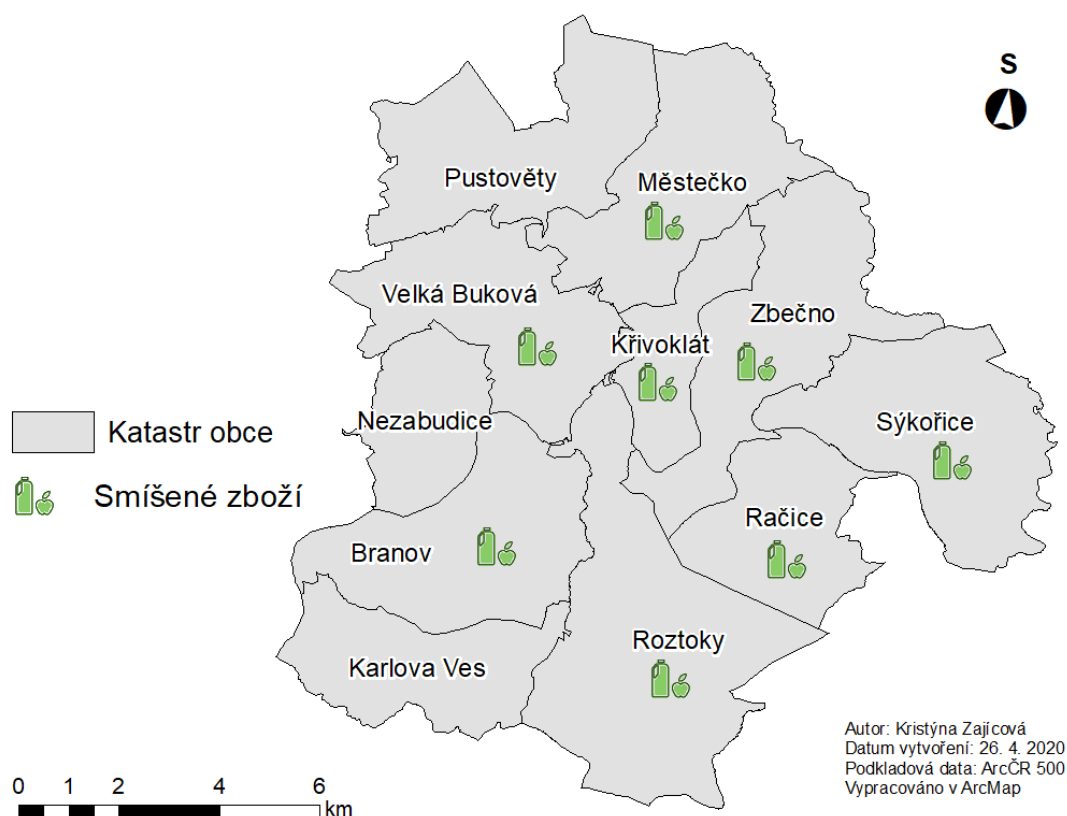 S
Pustověty
Městečko
Velká Buková
Zbečno
Křivoklát
Nezabudice
Sýkořice
Katastr obce
Smíšené zboží
Račice
Branov
Roztoky
Karlova Ves
Autor: Kristýna Zajícová
Datum vytvoření: 26. 4. 2020
Podkladová data: ArcČR 500
Vypracováno v ArcMap
0 1 2 4 6
km